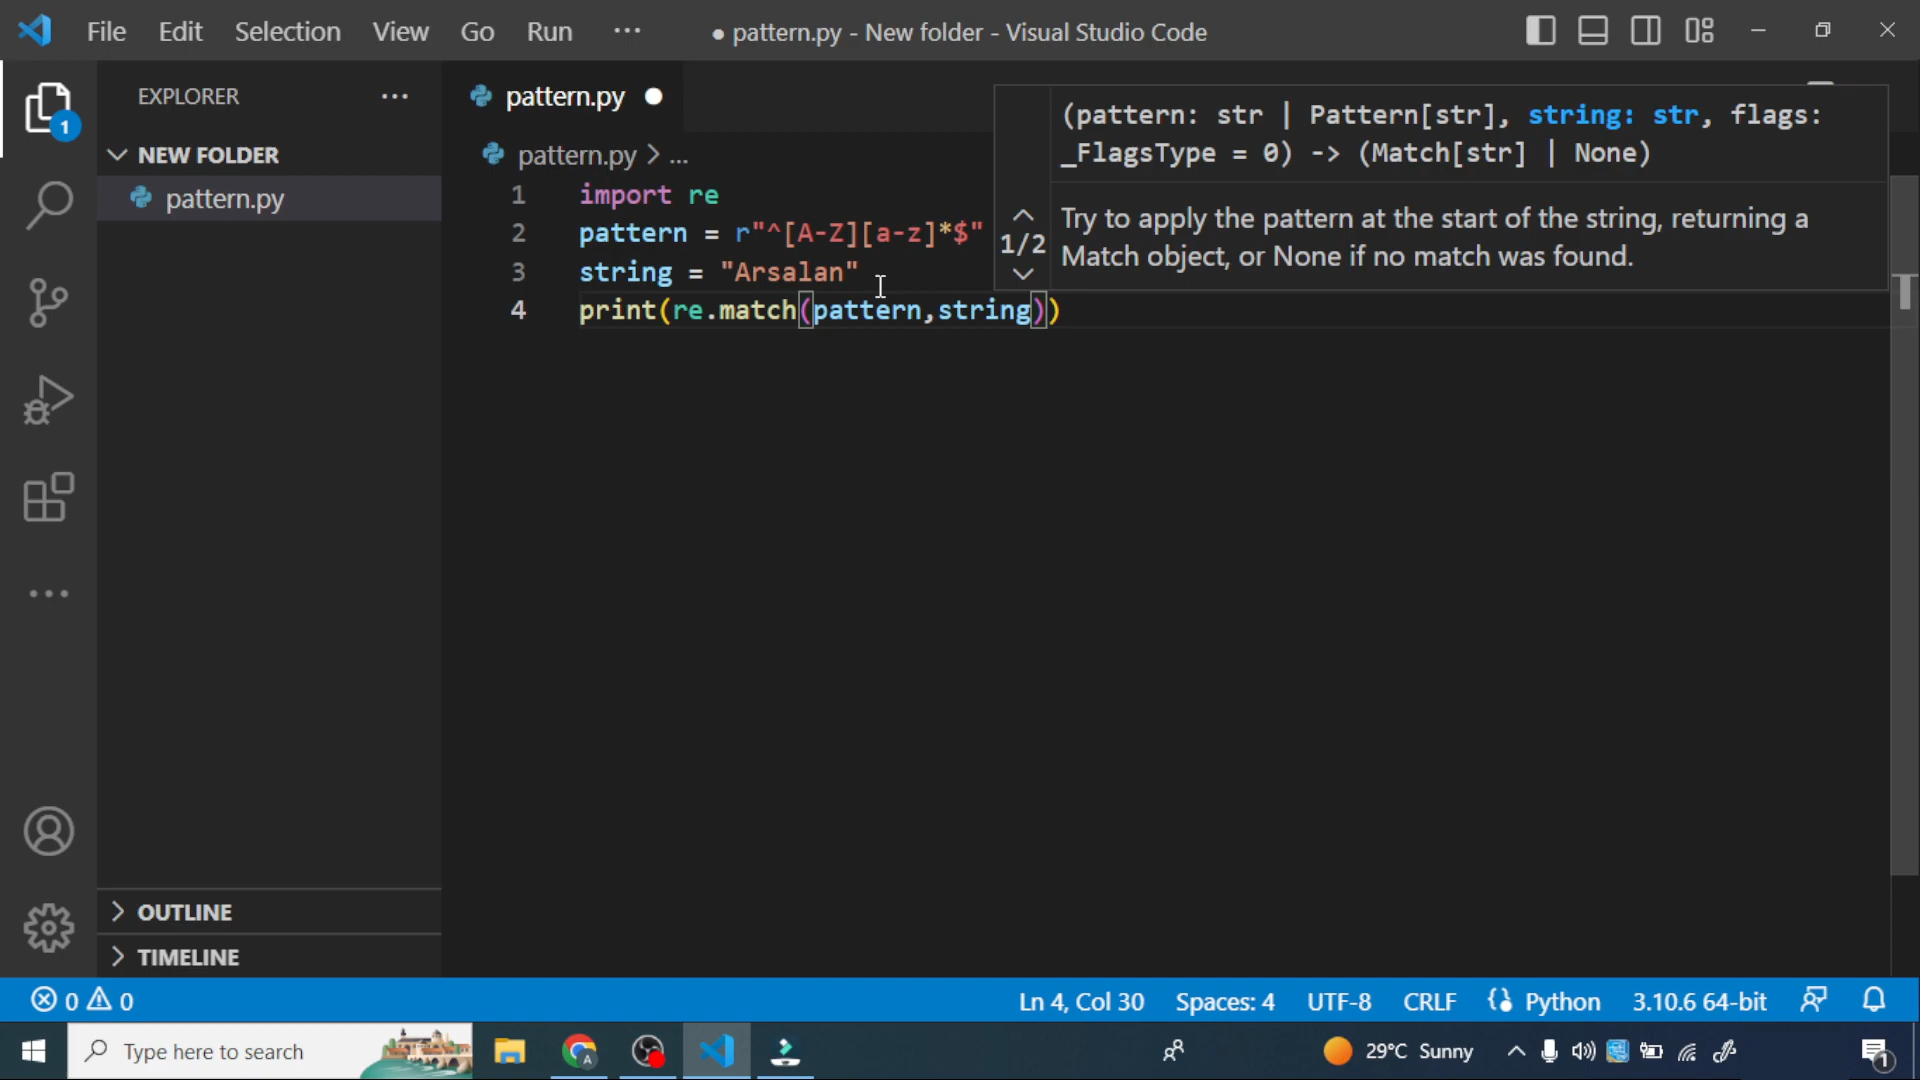 File Edit Selection View Go Run ··· ● pattern.py - New folder - Visual Studio Code
EXPLORER ···
1
NEW FOLDER
pattern.py
OUTLINE
TIMELINE
pattern.py ●
pattern.py > ...
1 import re
2 pattern = r"^[A-Z][a-z]*$"
3 string = "Arsalan"
4 print(re.match(pattern,string))
(pattern: str | Pattern[str], string: str, flags:
_FlagsType = 0) -> (Match[str] | None)
1/2
Try to apply the pattern at the start of the string, returning a
Match object, or None if no match was found.
0 0 Ln 4, Col 30 Spaces: 4 UTF-8 CRLF Python 3.10.6 64-bit
Type here to search A 29°C Sunny 1